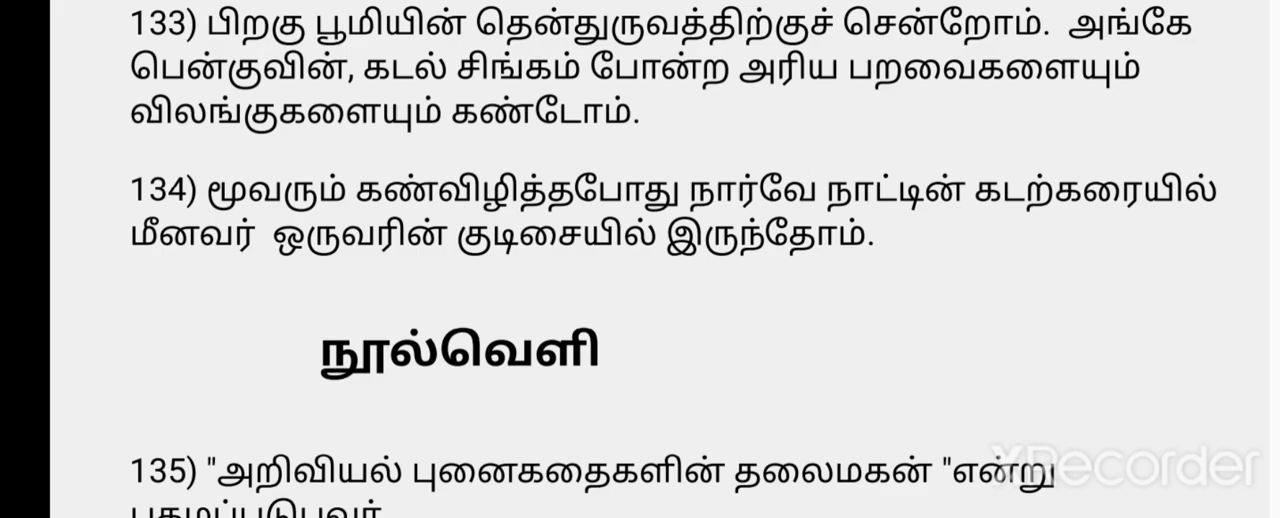 133) பிறகு பூமியின் தென்துருவத்திற்குச் சென்றோம். அங்கே
பென்குவின், கடல் சிங்கம் போன்ற அரிய பறவைகளையும்
விலங்குகளையும் கண்டோம்.
134) மூவரும் கண்விழித்தபோது நார்வே நாட்டின் கடற்கரையில்
மீனவர் ஒருவரின் குடிசையில் இருந்தோம்.
நூல்வெளி
135) "அறிவியல் புனைகதைகளின் தலைமகன் "என்று
XRecorder